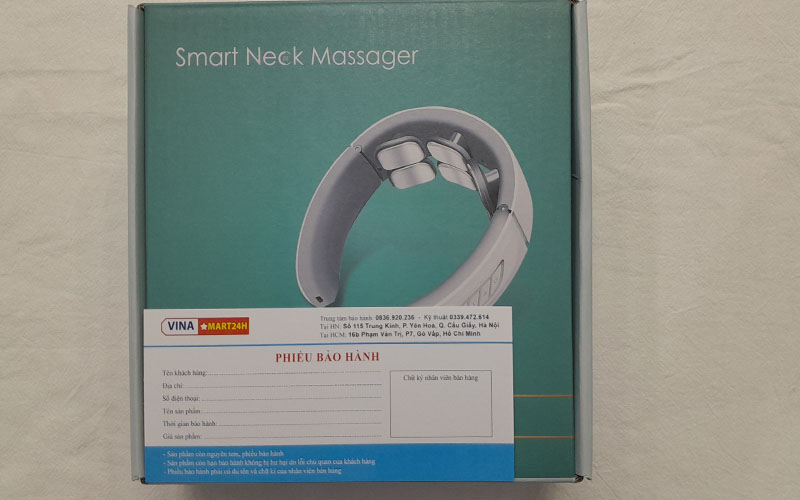 Smart Neck Massager
VINA MART24H
Trung tâm bảo hành 0836.920.236 - Kỹ thuật 0339.472.614
Tại HN: Số 115 Trung Kính, P. Yên Hoà, Q. Cầu Giấy, Hà Nội
Tại HCM: 16b Phạm Văn Trị, P7, Gò Vấp, Hồ Chí Minh
PHIẾU BẢO HÀNH
Tên khách hàng:
Địa chỉ:
Số điện thoại:
Tên sản phẩm:
Thời gian bảo hành:
Giá sản phẩm:
Chữ ký nhân viên bán hàng
- Sản phẩm còn nguyên tem, phiếu bảo hành
- Sản phẩm còn hạn bảo hành không bị hư hại do lỗi chủ quan của khách hàng
- Phiếu bảo hành phải có đủ tên và chữ kí của nhân viên bán hàng